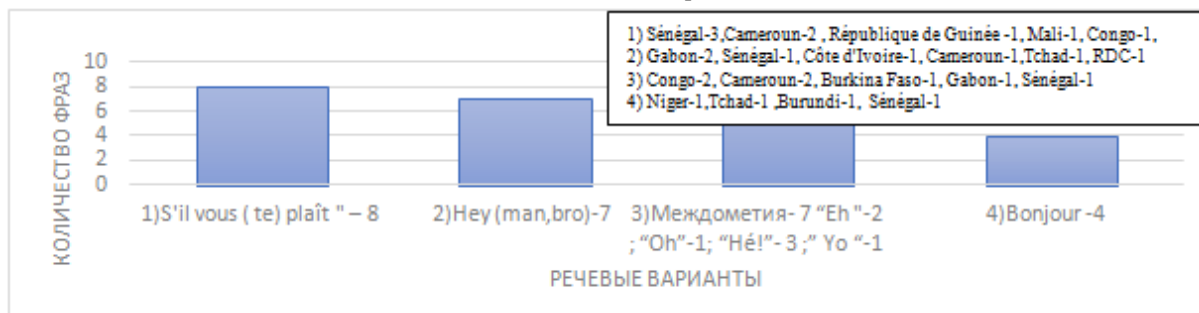 1) Sénégal-3,Cameroun-2 , République de Guinée -1, Mali-1, Congo-1,
2) Gabon-2, Sénégal-1, Côte d'Ivoire-1, Cameroun-1,Tchad-1, RDC-1
3) Congo-2, Cameroun-2, Burkina Faso-1, Gabon-1, Sénégal-1
4) Niger-1,Tchad-1 ,Burundi-1, Sénégal-1
КОЛИЧЕСТВО ФРАЗ
10
8
6
4
2
0
1)S'il vous ( te) plaît " – 8
2)Hey (man,bro)-7
3)Междометия- 7 “Eh "-2
; “Oh”-1; “Hé!”- 3 ;” Yo “-1
4)Bonjour -4
РЕЧЕВЫЕ ВАРИАНТЫ